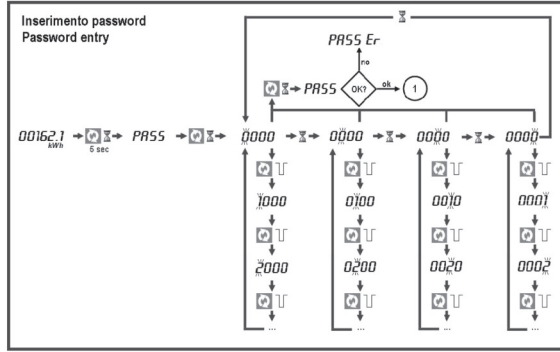 Inserimento password
Password entry
PASS Er
no
PASS OK? ok 1
00162.1 kWh 5 sec PASS 0000 0000 0000 0000
1000 0100 0010 0001
2000 0200 0020 0002
... ... ... ...